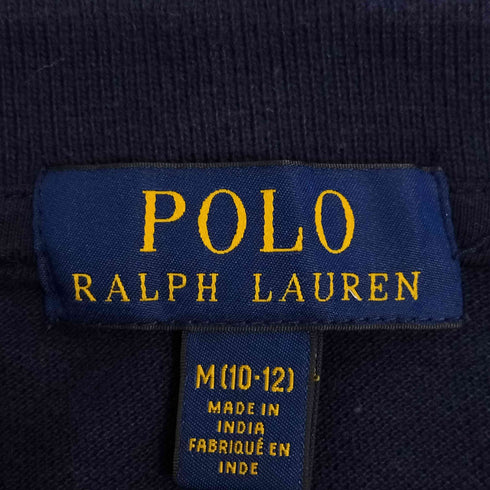 POLO
RALPH LAUREN
M(10-12)
MADE IN
INDIA
FABRIQUÉ EN
INDE